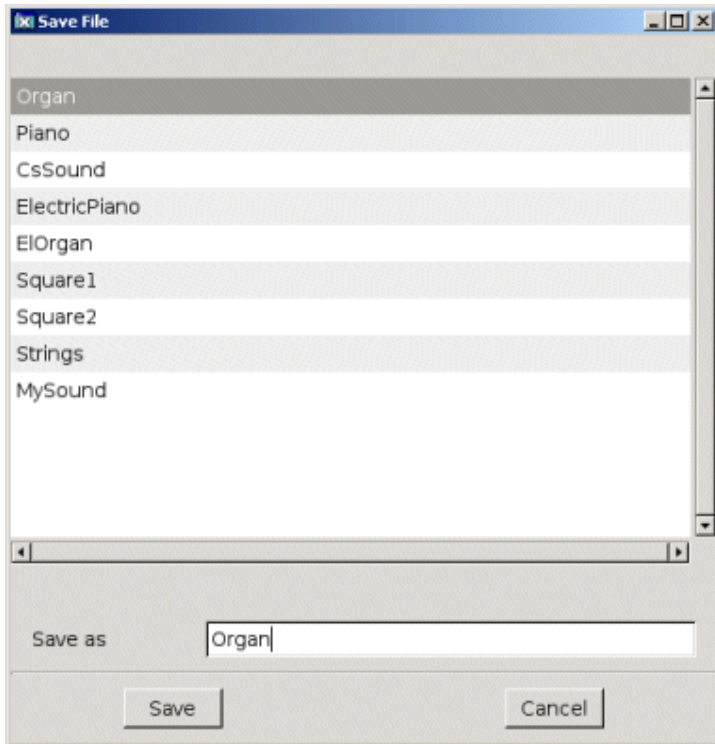 Save File
Organ
Piano
CsSound
ElectricPiano
ElOrgan
Square1
Square2
Strings
MySound
Save as Organ
Save Cancel